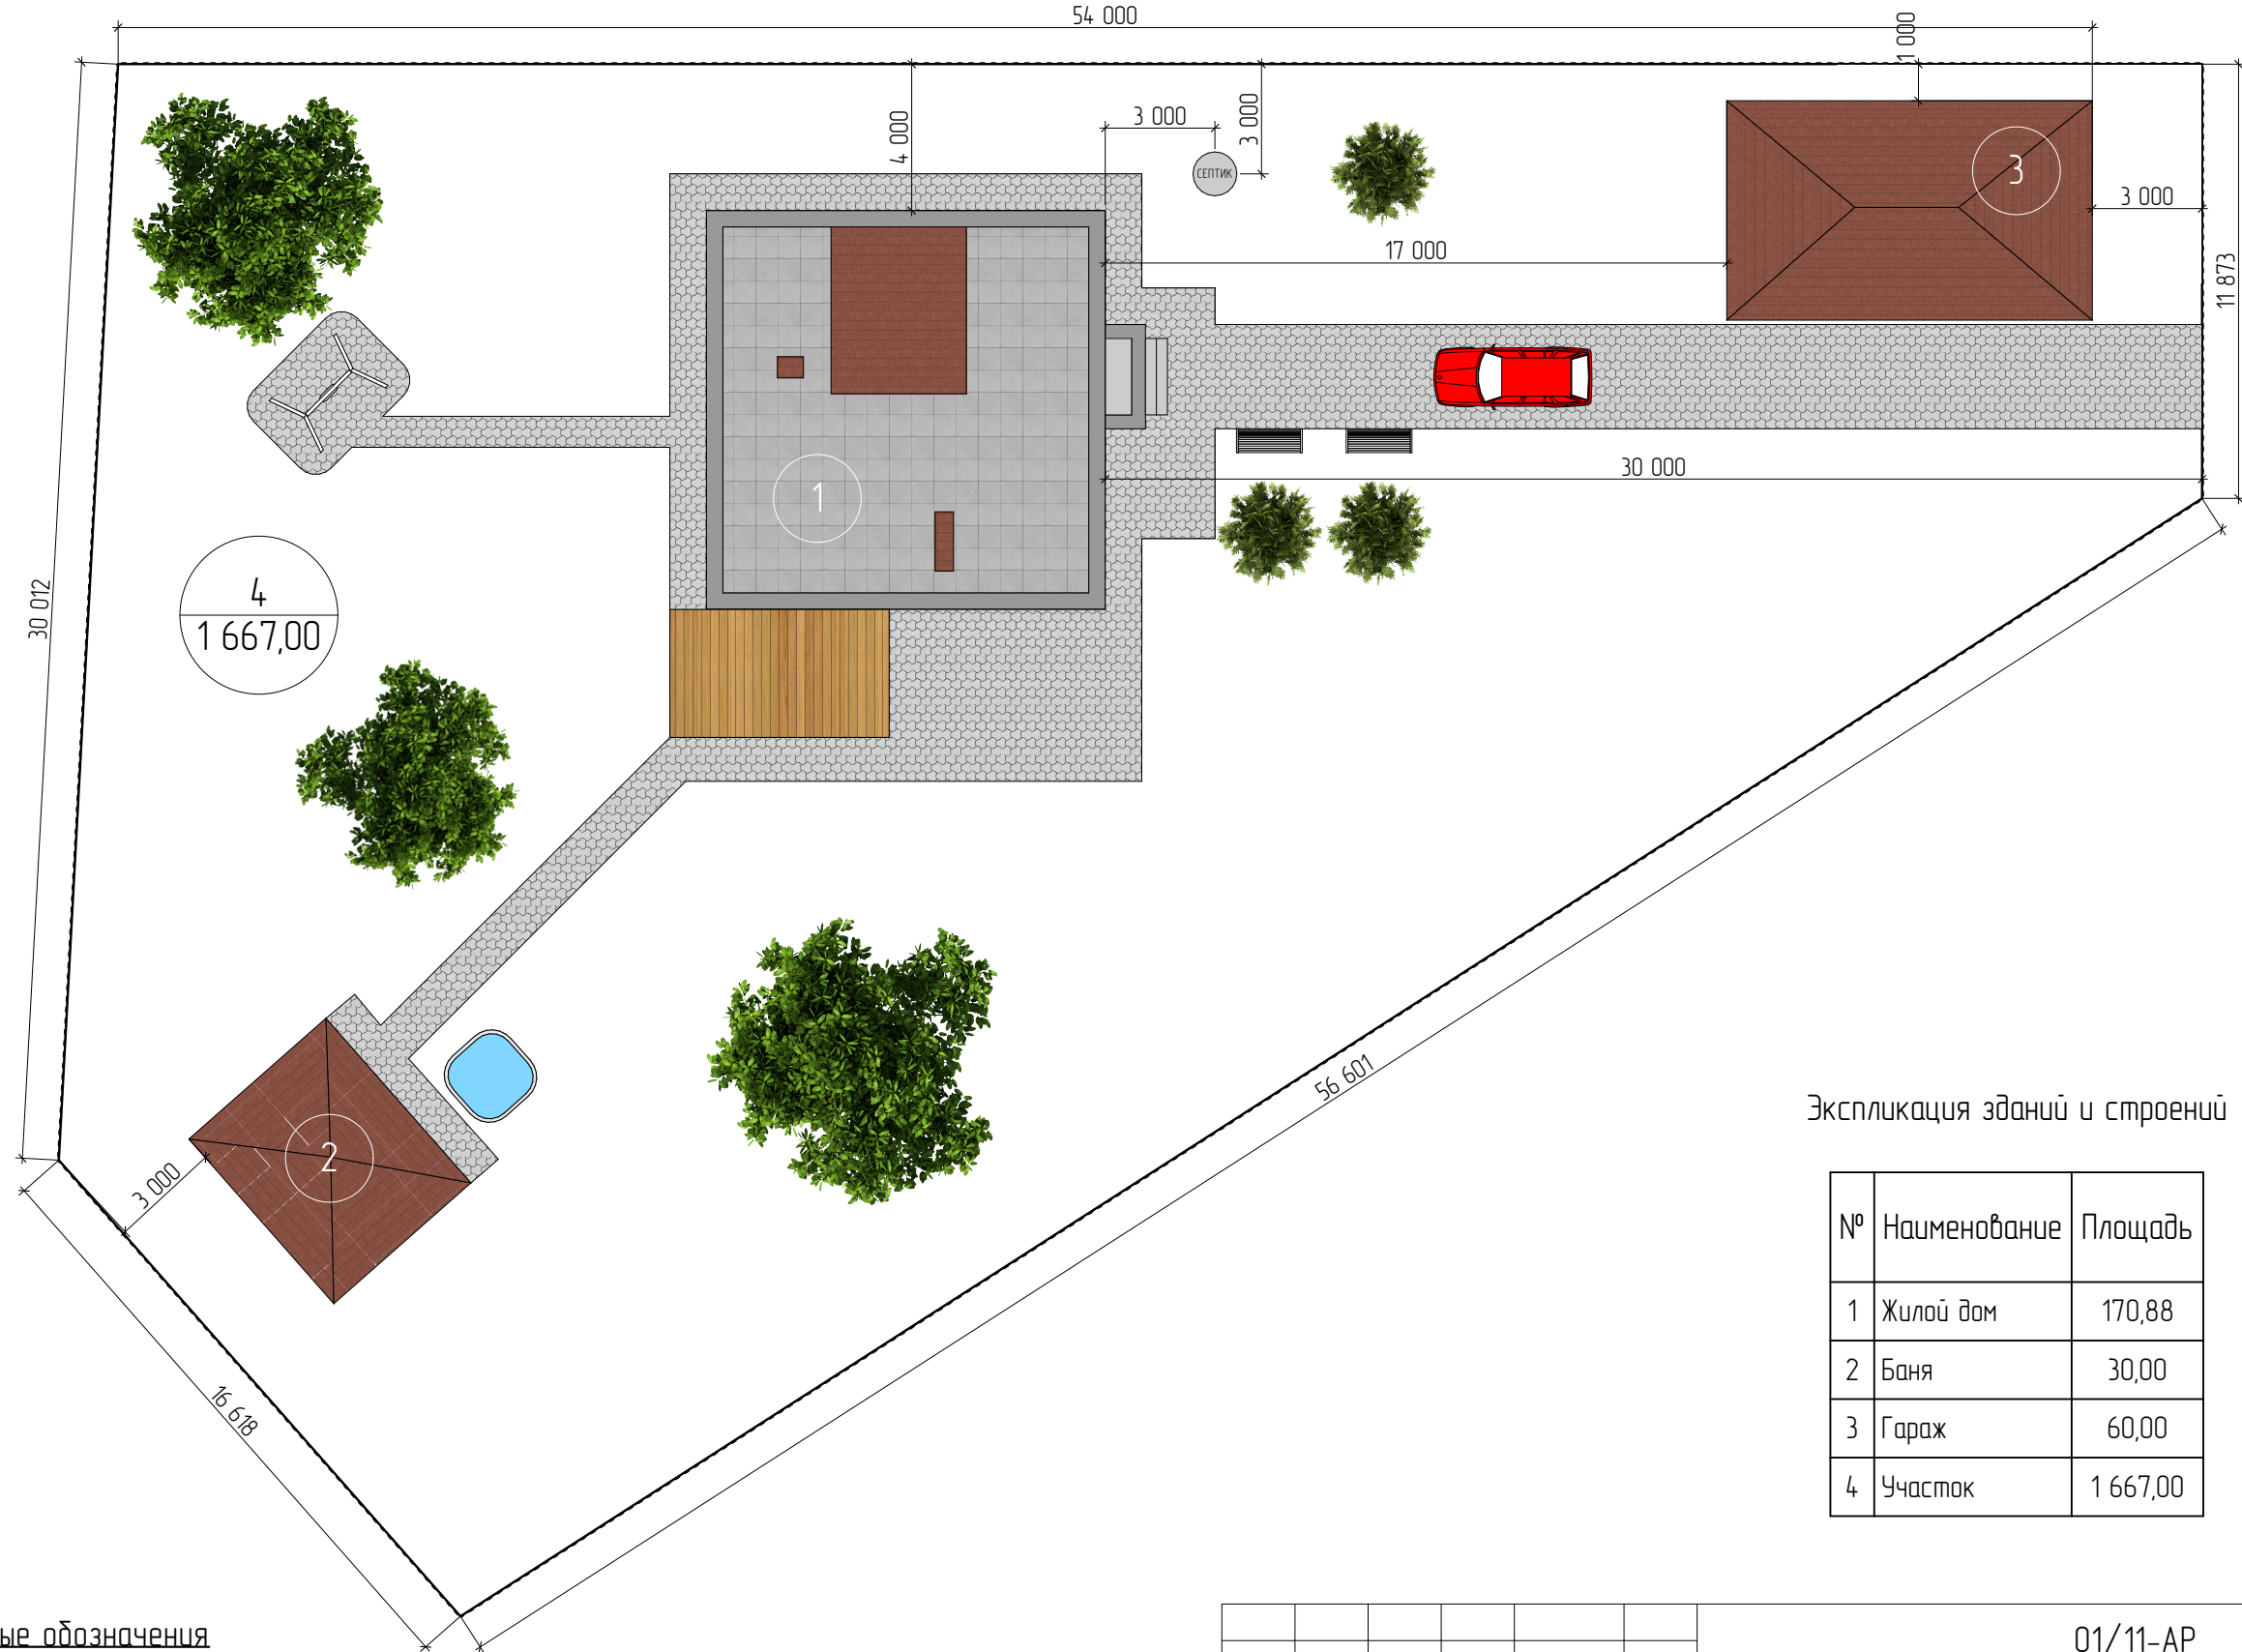 54 000
1 000
3 000
3 000
4 000
СЕПТИК
3
3 000
17 000
11 873
30 000
1
30 012
4
1 667,00
56 601
2
3 000
16 618
Экспликация зданий и строений
№ Наименование Площадь
1 Жилой дом 170,88
2 Баня 30,00
3 Гараж 60,00
4 Участок 1 667,00
ые обозначения
01/11-АР